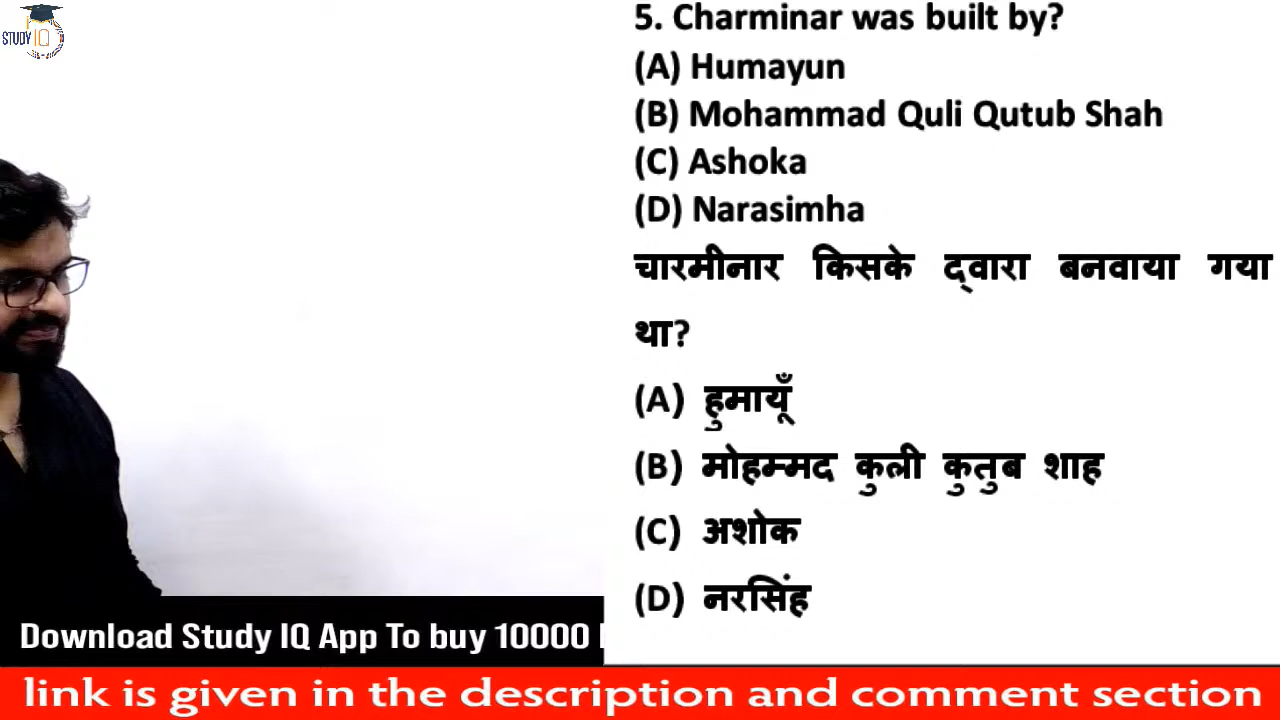 STUDY IQ
5. Charminar was built by?
(A) Humayun
(B) Mohammad Quli Qutub Shah
(C) Ashoka
(D) Narasimha
चारमीनार किसके द्वारा बनवाया गया
था?
(A) हुमायूँ
(B) मोहम्मद कुली कुतुब शाह
(C) अशोक
(D) नरसिंह
Download Study IQ App To buy 10000
link is given in the description and comment section